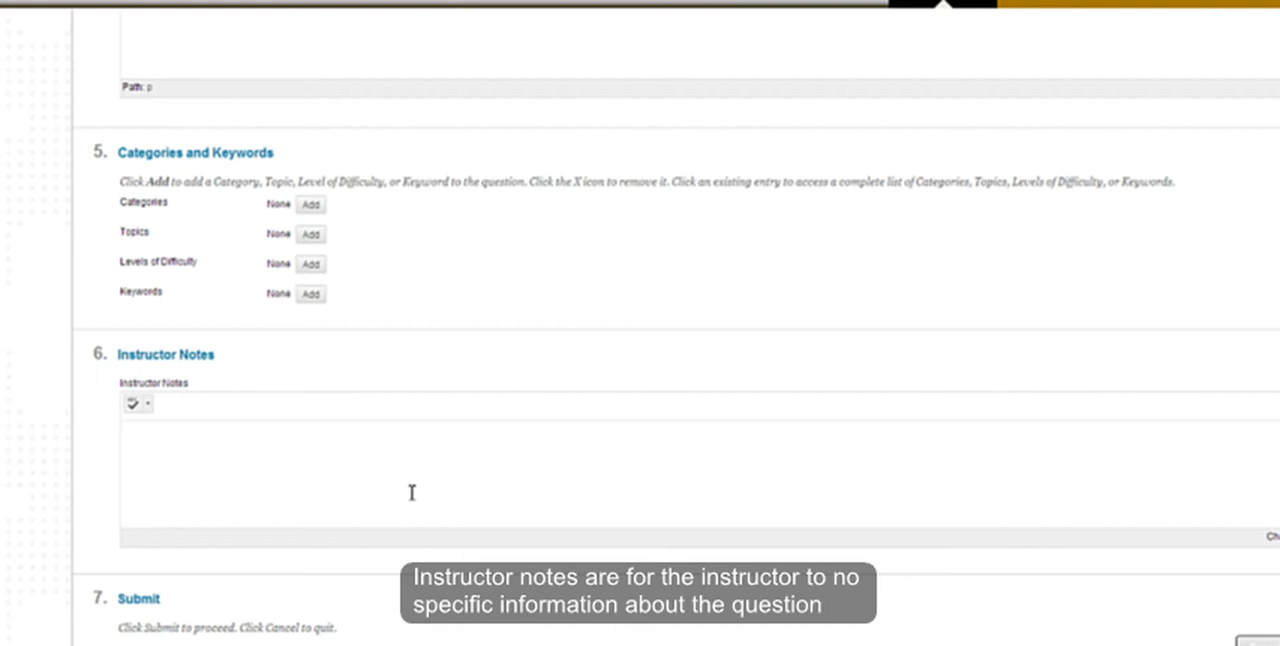 Path: p
5. Categories and Keywords
Click Add to add a Category, Topic, Level of Difficulty, or Keyword to the question. Click the X icon to remove it. Click an existing entry to access a complete list of Categories, Topics, Levels of Difficulty, or Keywords.
Categories None Add
Topics None Add
Levels of Difficulty None Add
Keywords None Add
6. Instructor Notes
Instructor Notes
Ch
Instructor notes are for the instructor to no
specific information about the question
7. Submit
Click Submit to proceed. Click Cancel to quit.